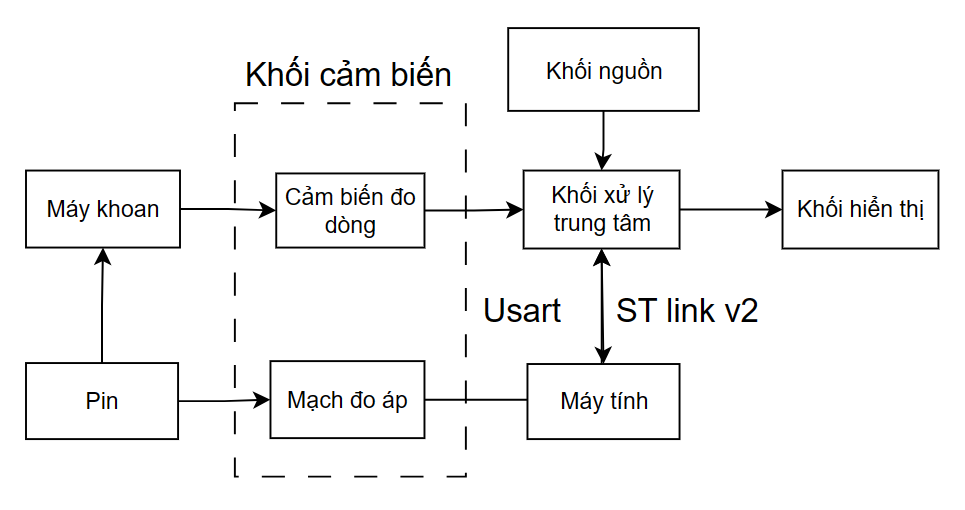 Khối nguồn
Khối cảm biến
Máy khoan
Cảm biến đo
dòng
Khối xử lý
trung tâm
Khối hiển thị
Usart
ST link v2
Pin
Mạch đo áp
Máy tính